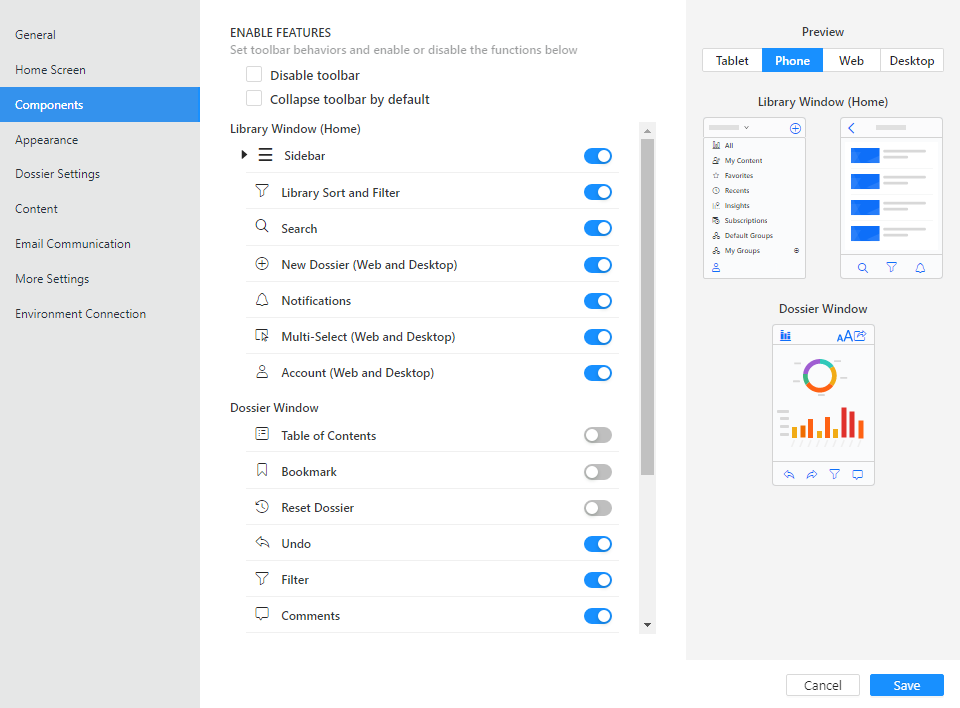 General
Home Screen
Components
Appearance
Dossier Settings
Content
Email Communication
More Settings
Environment Connection
ENABLE FEATURES
Set toolbar behaviors and enable or disable the functions below
Disable toolbar
Collapse toolbar by default
Library Window (Home)
Sidebar
Library Sort and Filter
Search
New Dossier (Web and Desktop)
Notifications
Multi-Select (Web and Desktop)
Account (Web and Desktop)
Dossier Window
Table of Contents
Bookmark
Reset Dossier
Undo
Filter
Comments
Preview
Tablet Phone Web Desktop
Library Window (Home)
All
My Content
Favorites
Recents
Insights
Subscriptions
Default Groups
My Groups
Dossier Window
AA
Cancel Save